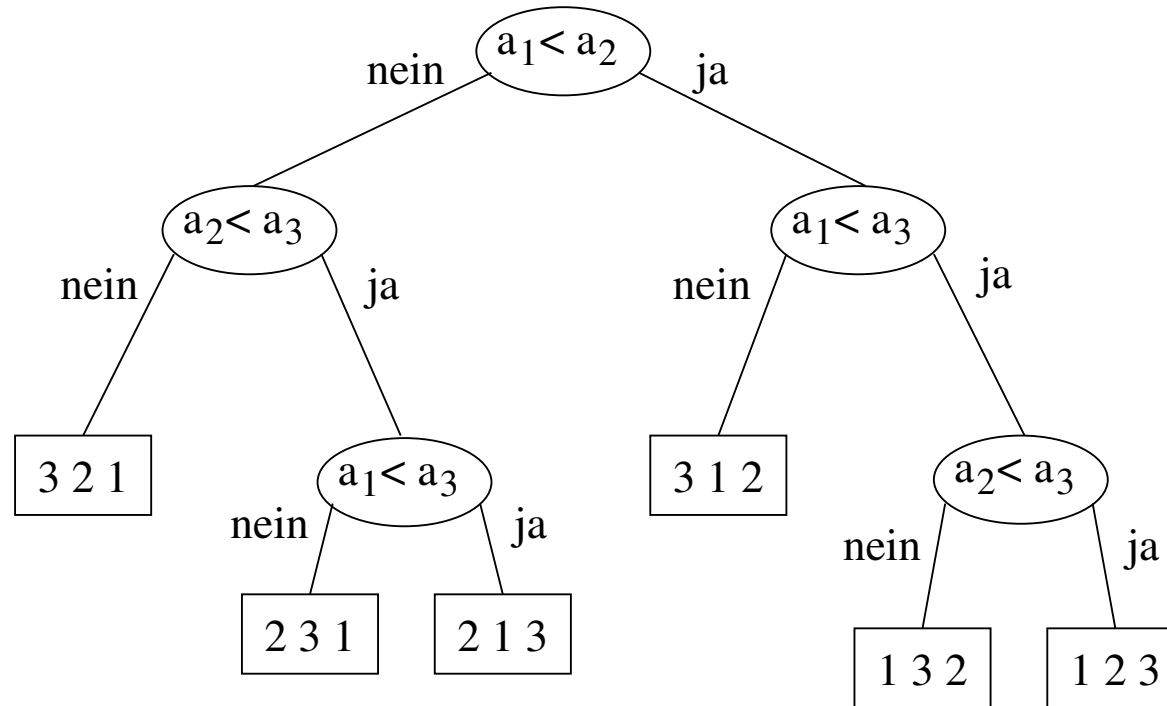 a₁< a₂
nein ja
a₂< a₃ a₁< a₃
nein ja nein ja
3 2 1 a₁< a₃ 3 1 2 a₂< a₃
nein ja nein ja
2 3 1 2 1 3 1 3 2 1 2 3